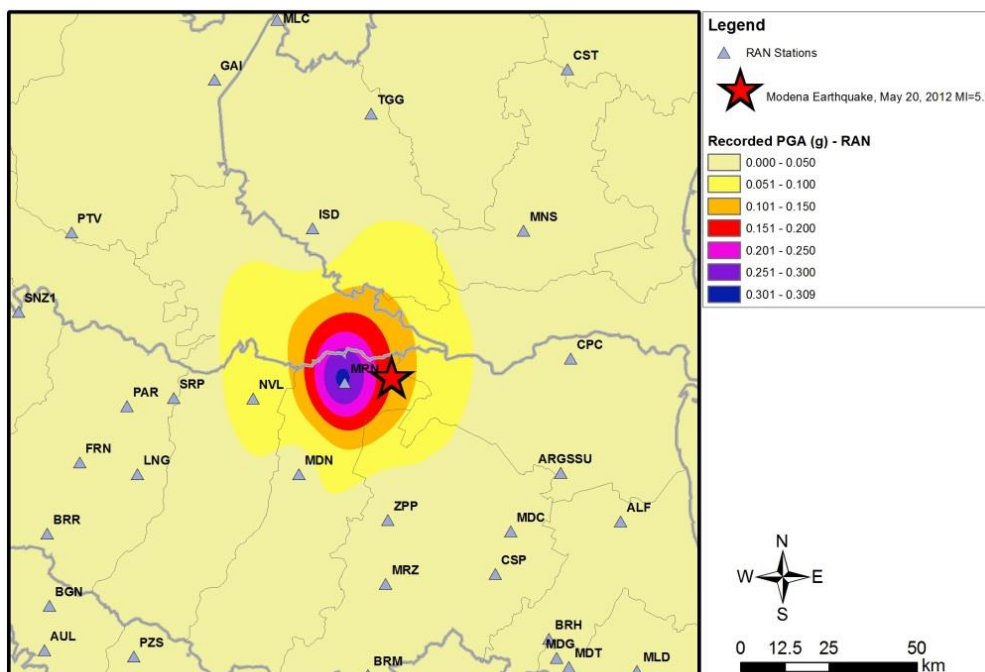 MLC
CST
GAI
TGG
PTV
ISD
MNS
SNZ1
CPC
MRN
SRP
NVL
PAR
FRN
LNG
MDN
ARGSSU
ZPP
ALF
BRR
MDC
CSP
MRZ
BGN
BRH
AUL
PZS
MDG
MDT
BRM
MLD
Legend
RAN Stations
Modena Earthquake, May 20, 2012 Ml=5.
Recorded PGA (g) - RAN
0.000 - 0.050
0.051 - 0.100
0.101 - 0.150
0.151 - 0.200
0.201 - 0.250
0.251 - 0.300
0.301 - 0.309
N
W E
S
0 12.5 25 50
km